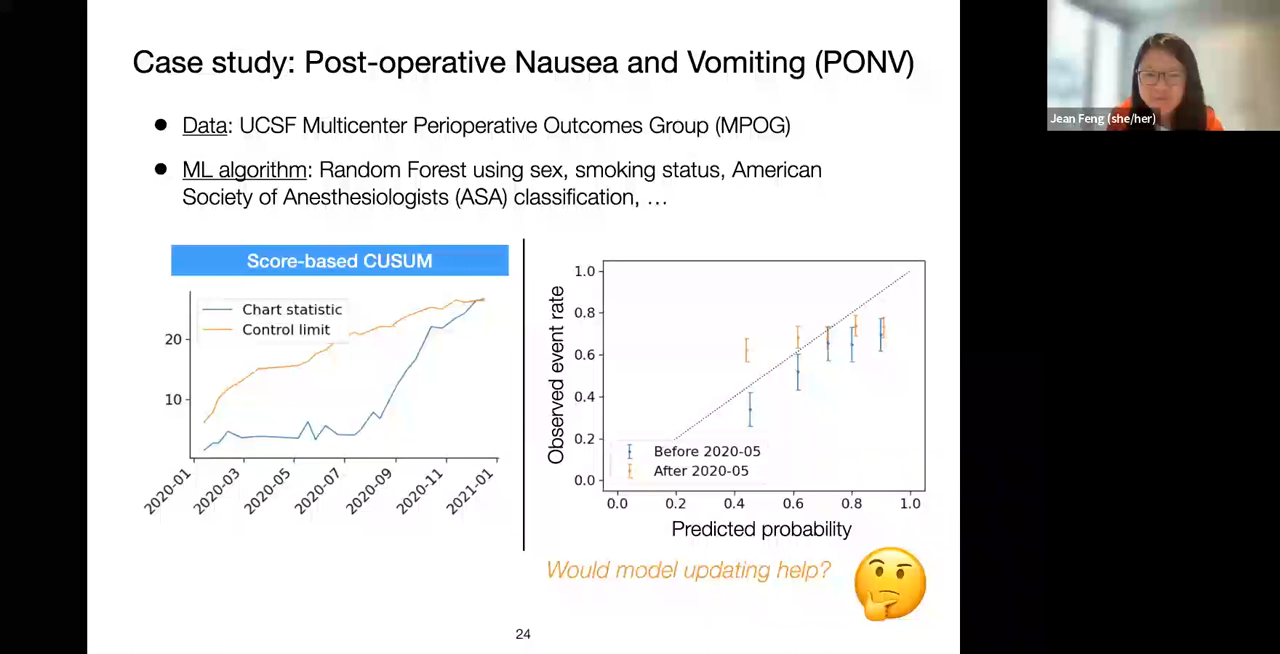 Case study: Post-operative Nausea and Vomiting (PONV)
● Data: UCSF Multicenter Perioperative Outcomes Group (MPOG)
● ML algorithm: Random Forest using sex, smoking status, American
Society of Anesthesiologists (ASA) classification, …
Score-based CUSUM
Chart statistic
Control limit
20
10
2020-01
2020-03
2020-05
2020-07
2020-09
2020-11
2021-01
Observed event rate
1.0
0.8
0.6
0.4
0.2
0.0
Before 2020-05
After 2020-05
0.0 0.2 0.4 0.6 0.8 1.0
Predicted probability
Would model updating help?
24
Jean Feng (she/her)